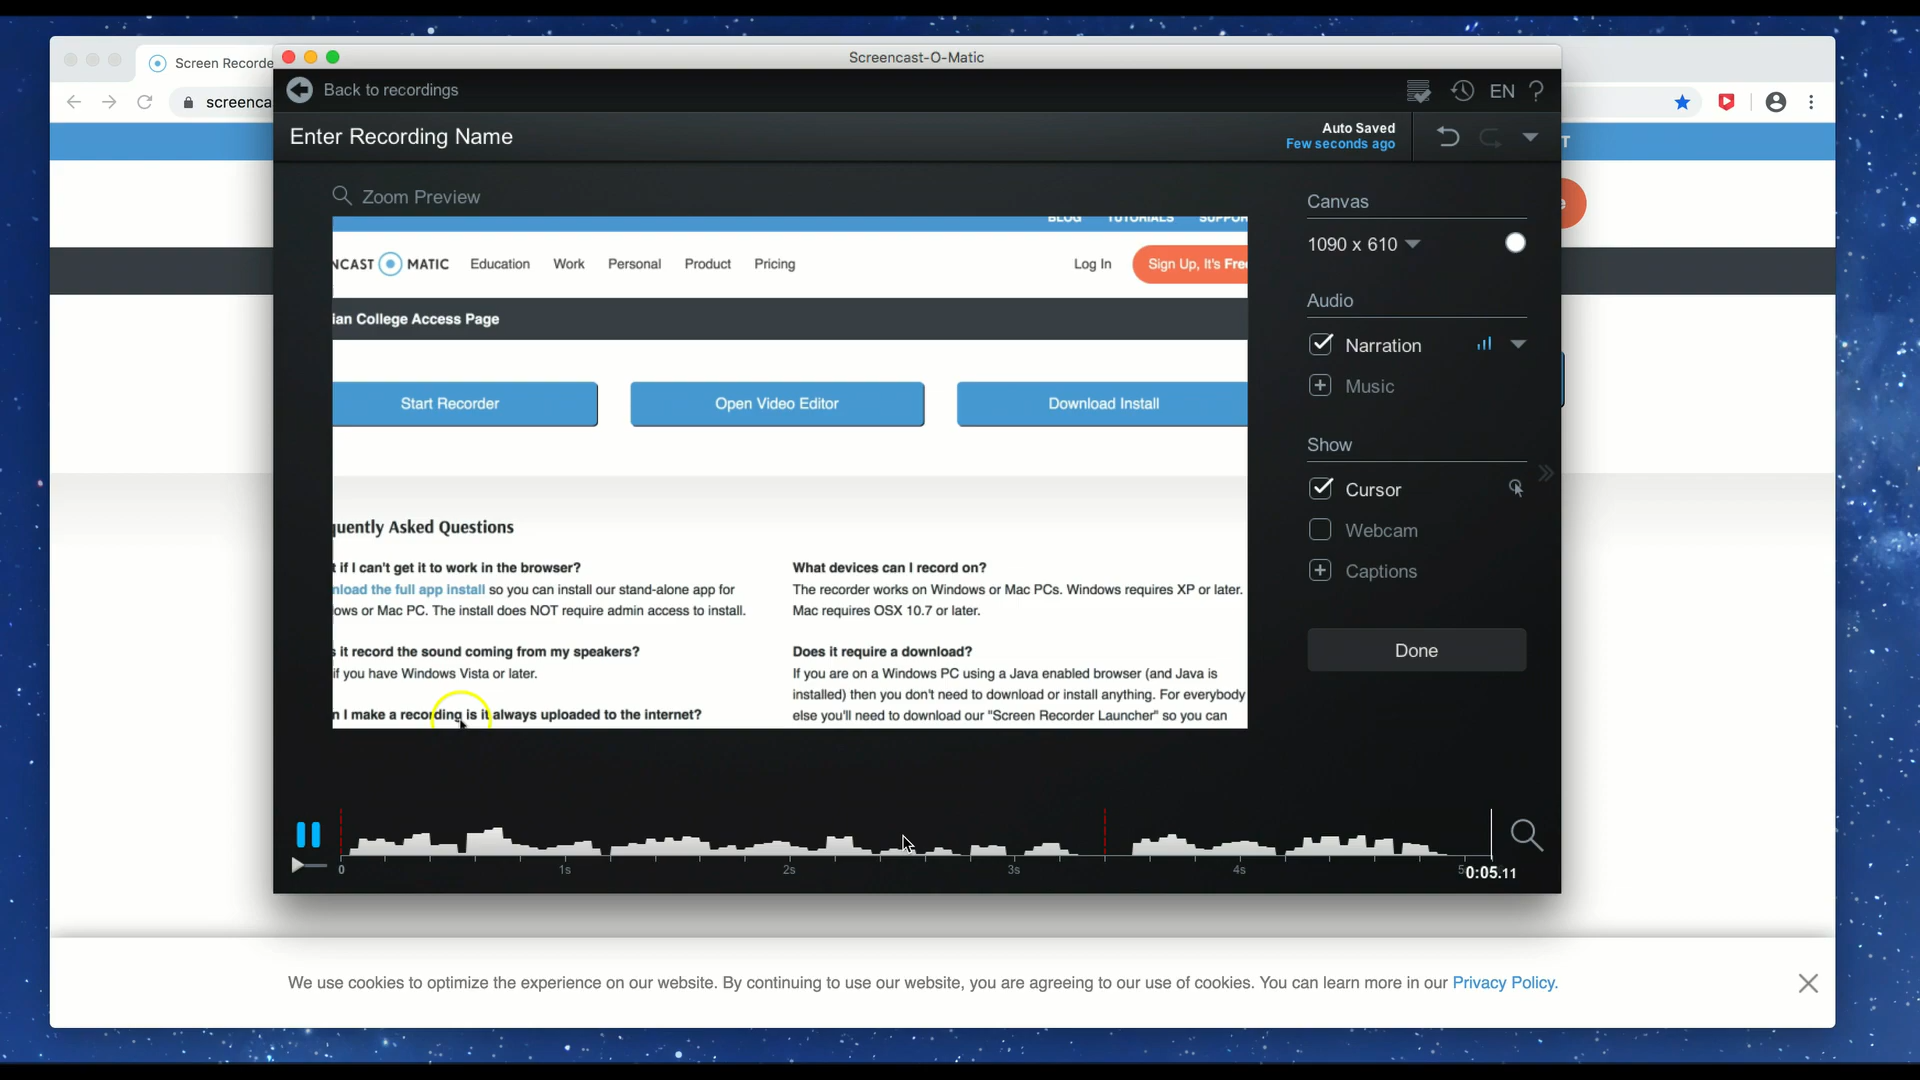 Screen Recorde
Screencast-O-Matic
screenca
Back to recordings
EN ?
Enter Recording Name
Auto Saved
Few seconds ago
T
Zoom Preview
BLOG TUTORIALS SUPPOR
NCAST MATIC Education Work Personal Product Pricing Log In Sign Up, It's Free
ian College Access Page
Start Recorder Open Video Editor Download Install
quently Asked Questions
t if I can't get it to work in the browser?
nload the full app install so you can install our stand-alone app for
ows or Mac PC. The install does NOT require admin access to install.
s it record the sound coming from my speakers?
if you have Windows Vista or later.
n I make a recording is it always uploaded to the internet?
What devices can I record on?
The recorder works on Windows or Mac PCs. Windows requires XP or later.
Mac requires OSX 10.7 or later.
Does it require a download?
If you are on a Windows PC using a Java enabled browser (and Java is
installed) then you don't need to download or install anything. For everybody
else you'll need to download our "Screen Recorder Launcher" so you can
Canvas
1090 x 610
Audio
Narration
Music
Show
Cursor
Webcam
Captions
Done
0 1s 2s 3s 4s 5 0:05.11
We use cookies to optimize the experience on our website. By continuing to use our website, you are agreeing to our use of cookies. You can learn more in our Privacy Policy.